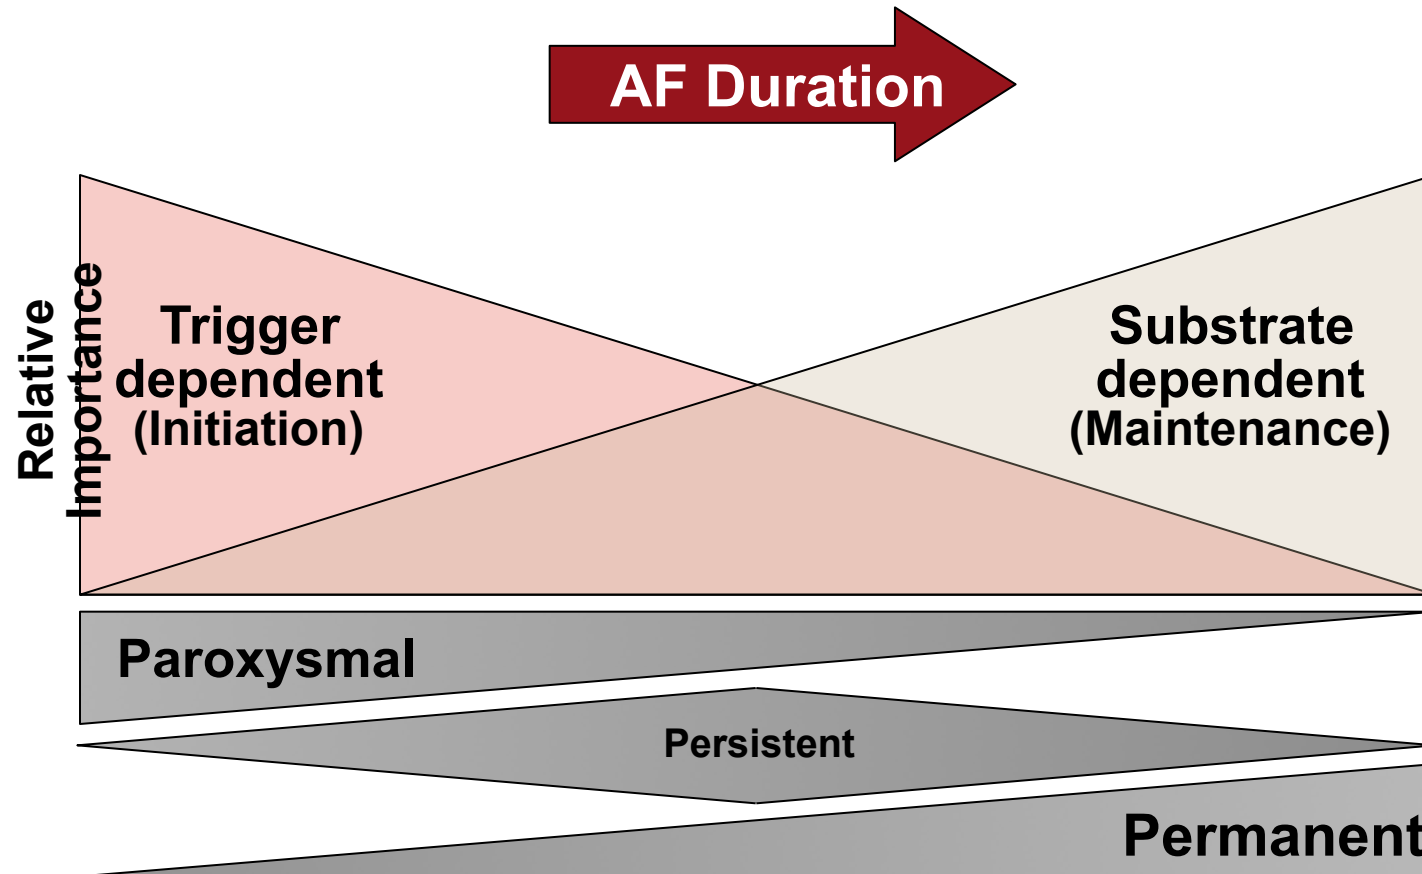 AF Duration
Relative
Importance
Trigger
dependent
(Initiation)
Substrate
dependent
(Maintenance)
Paroxysmal
Persistent
Permanent